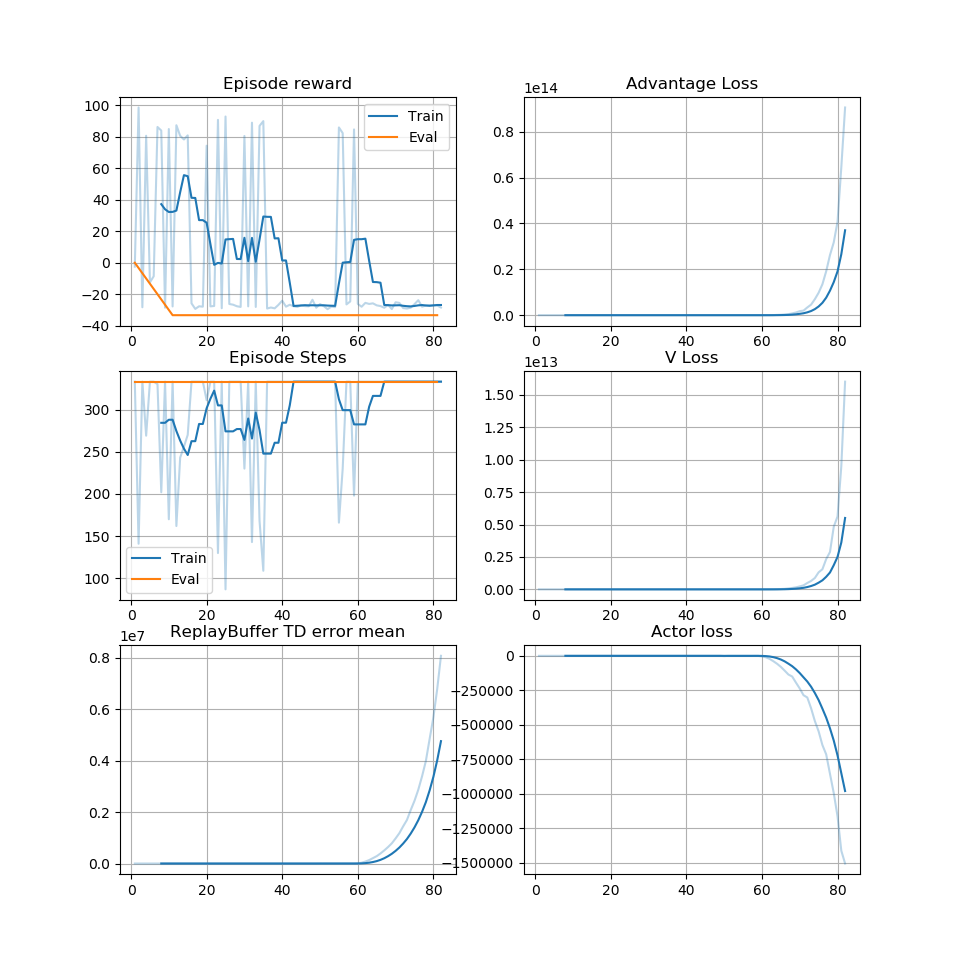 Episode reward
100
80
60
40
20
0
−20
−40
0 20 40 60 80
Train
Eval
Advantage Loss
1e14
0.8
0.6
0.4
0.2
0.0
0 20 40 60 80
Episode Steps
300
250
200
150
100
0 20 40 60 80
Train
Eval
V Loss
1e13
1.50
1.25
1.00
0.75
0.50
0.25
0.00
0 20 40 60 80
ReplayBuffer TD error mean
1e7
0.8
0.6
0.4
0.2
0.0
0 20 40 60 80
Actor loss
0
−250000
−500000
−750000
−1000000
−1250000
−1500000
0 20 40 60 80